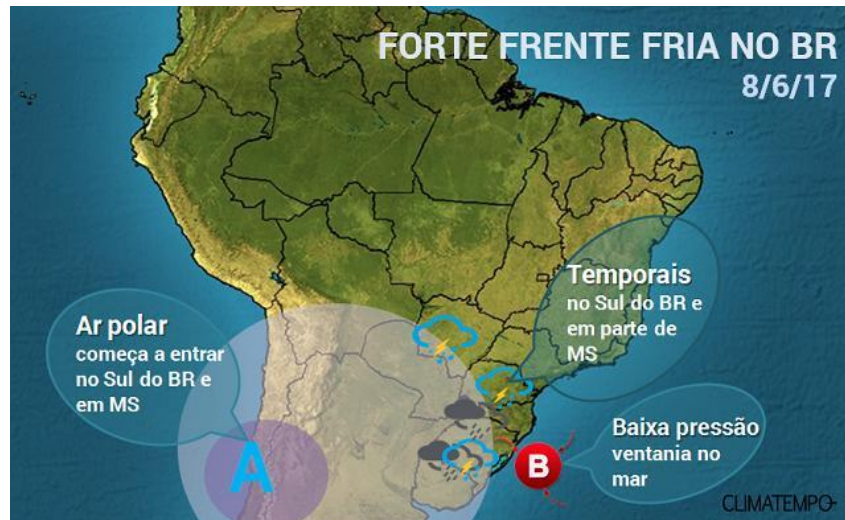 FORTE FRENTE FRIA NO BR
8/6/17
Temporais
no Sul do BR e
em parte de
MS
Ar polar
começa a entrar
no Sul do BR e
em MS
Baixa pressão
ventania no
mar
A
B
CLIMATEMPO